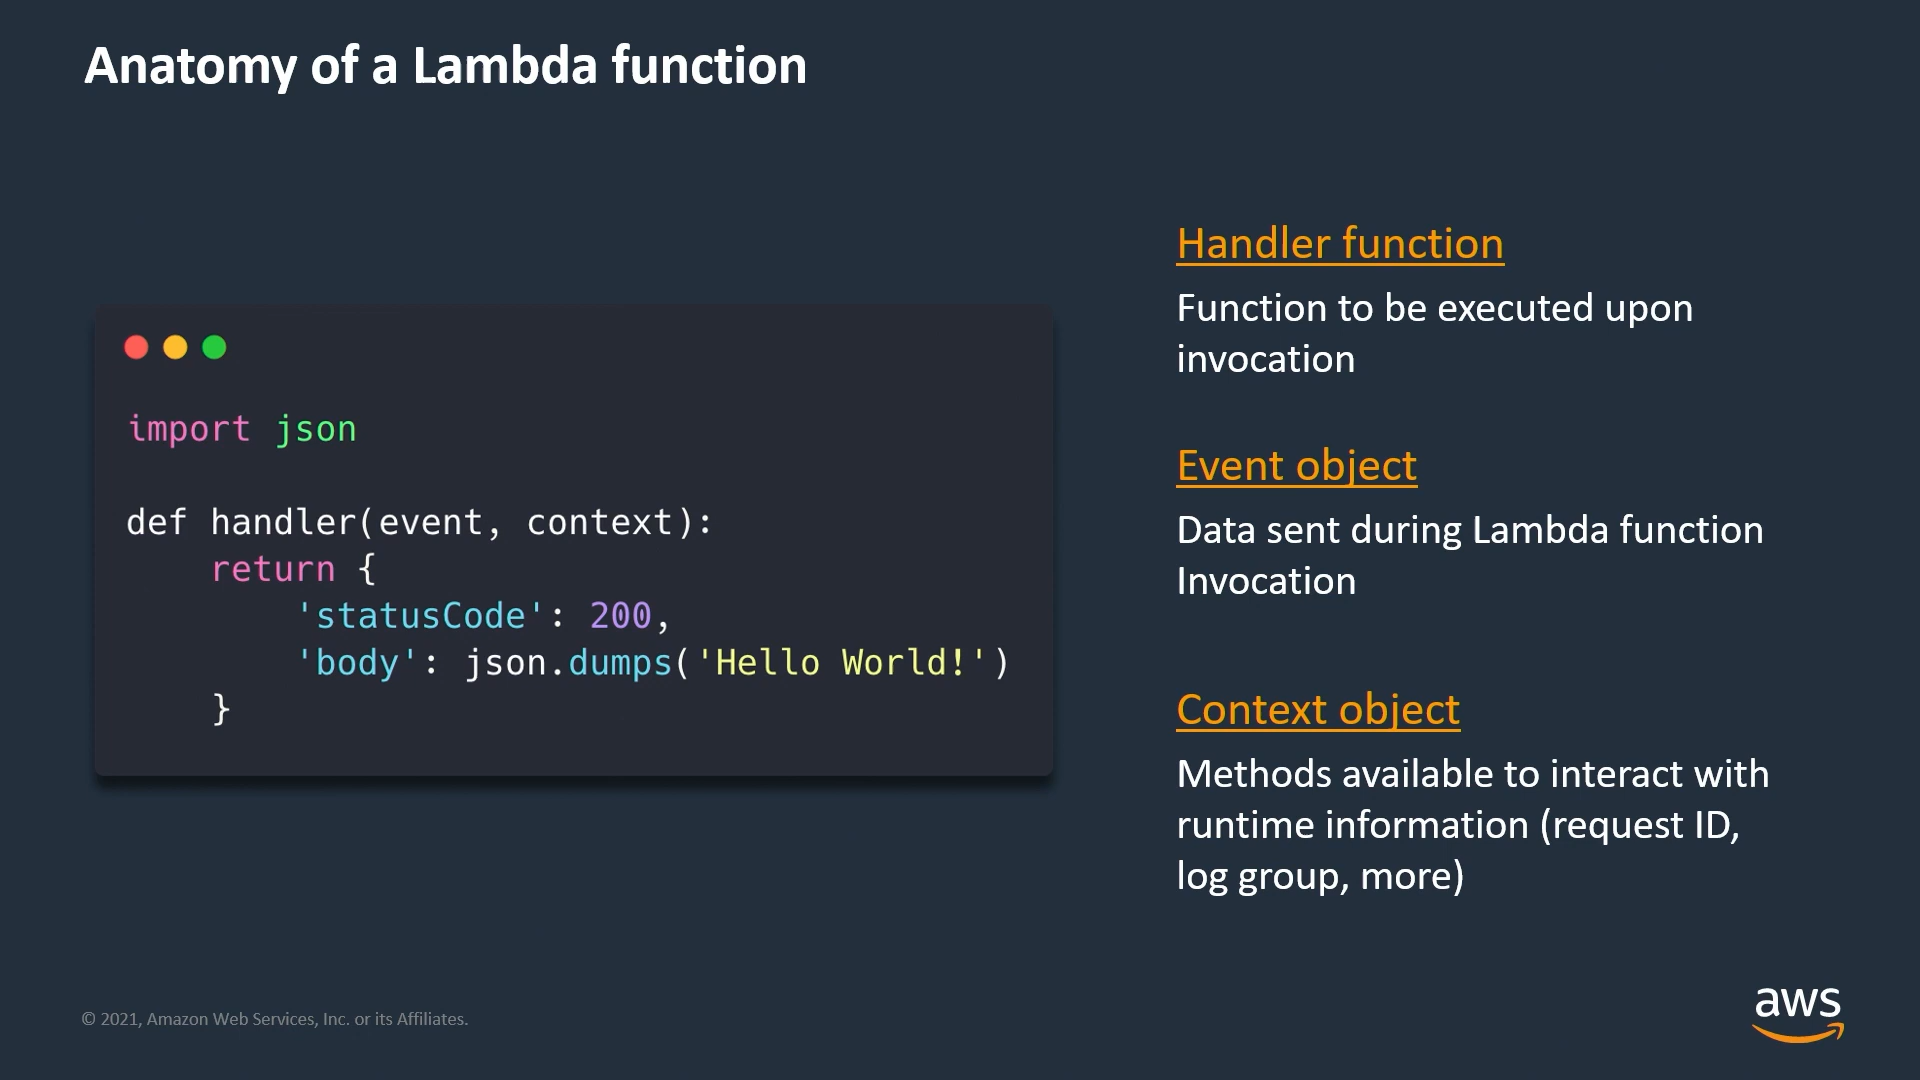 Anatomy of a Lambda function
import json
def handler(event, context):
    return {
        'statusCode': 200,
        'body': json.dumps('Hello World!')
    }
Handler function
Function to be executed upon
invocation
Event object
Data sent during Lambda function
Invocation
Context object
Methods available to interact with
runtime information (request ID,
log group, more)
© 2021, Amazon Web Services, Inc. or its Affiliates.
aws